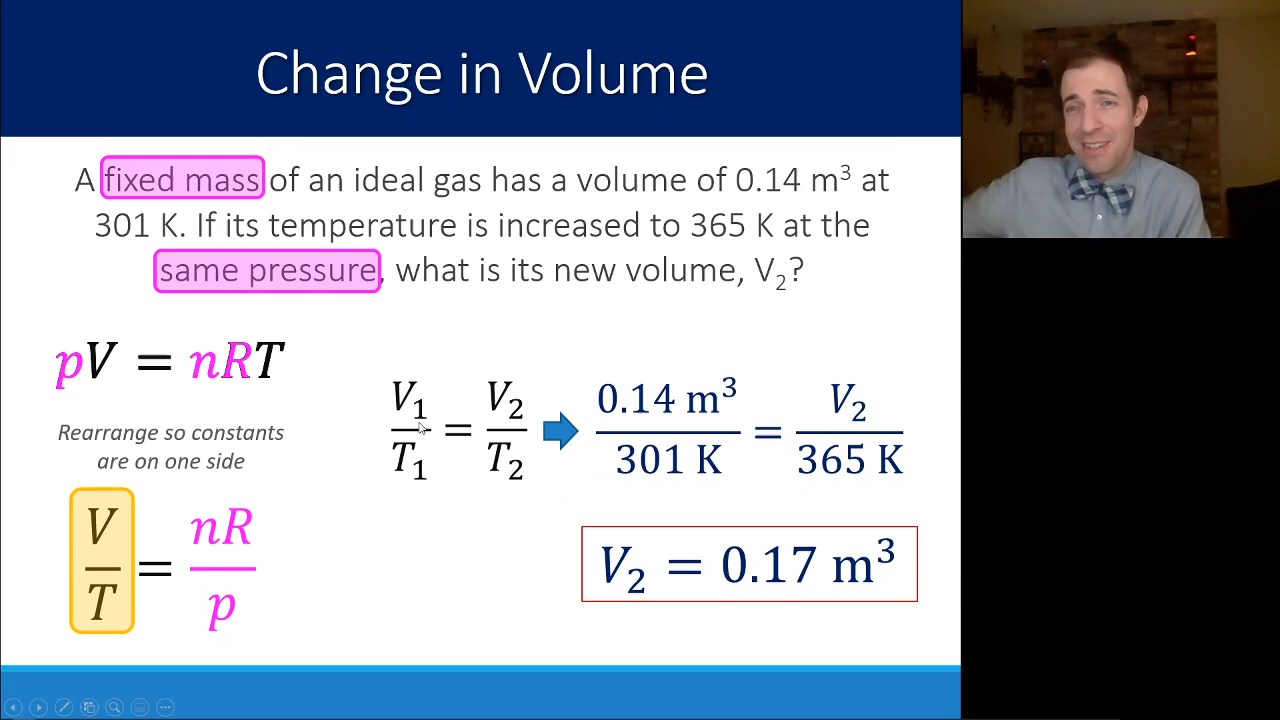 Change in Volume
A fixed mass of an ideal gas has a volume of 0.14 m³ at
301 K. If its temperature is increased to 365 K at the
same pressure, what is its new volume, V₂?
pV = nRT
Rearrange so constants
are on one side
V/T = nR/p
V₁/T₁ = V₂/T₂
0.14 m³/301 K = V₂/365 K
V₂ = 0.17 m³